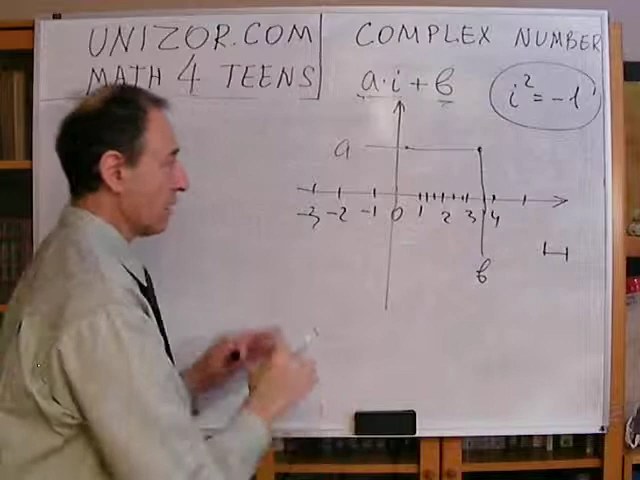 UNIZOR.COM
MATH 4 TEENS
COMPLEX NUMBER
a·i+b
i²=-1
a
-3 -2 -1 0 1 2 3 4
b